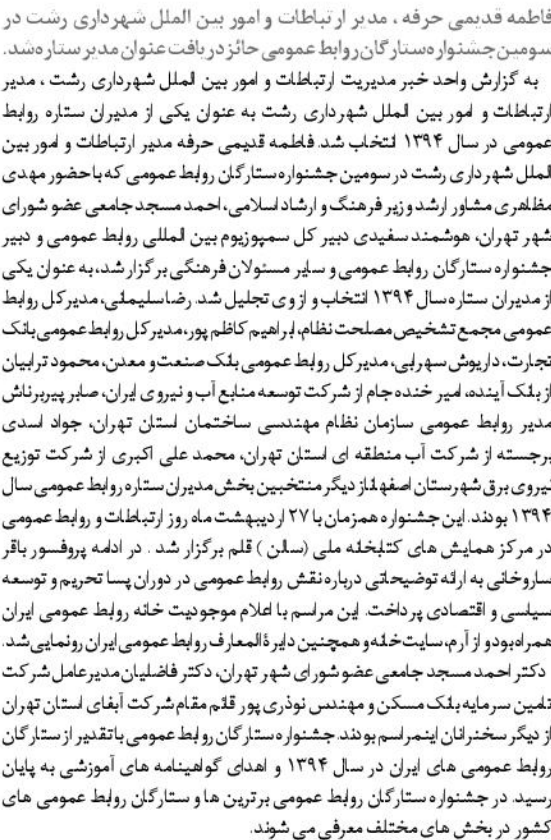 فاطمه قدیمی حرفه ، مدیر ارتباطات و امور بین الملل شهرداری رشت در
سومین جشنواره ستارگان روابط عمومی حائز دریافت عنوان مدیر ستاره شد.
به گزارش واحد خبر مدیریت ارتباطات و امور بین الملل شهرداری رشت ، مدیر
ارتباطات و امور بین الملل شهرداری رشت به عنوان یکی از مدیران ستاره روابط
عمومی در سال ۱۳۹۴ انتخاب شد. فاطمه قدیمی حرفه مدیر ارتباطات و امور بین
الملل شهرداری رشت در سومین جشنواره ستارگان روابط عمومی که با حضور مهدی
مظاهری مشاور ارشد وزیر فرهنگ و ارشاد اسلامی، احمد مسجد جامعی عضو شورای
شهر تهران، هوشمند سفیدی دبیر کل سمپوزیوم بین المللی روابط عمومی و دبیر
جشنواره ستارگان روابط عمومی و سایر مسئولان فرهنگی برگزار شد، به عنوان یکی
از مدیران ستاره سال ۱۳۹۴ انتخاب و از وی تجلیل شد. رضا سلیمانی، مدیر کل روابط
عمومی مجمع تشخیص مصلحت نظام، ابراهیم کاظم پور، مدیر کل روابط عمومی بانک
تجارت، داریوش سهرابی، مدیر کل روابط عمومی بانک صنعت و معدن، محمود ترابیان
از بانک آینده، امیر خنده جام از شرکت توسعه منابع آب و نیروی ایران، صابر پیربرناش
مدیر روابط عمومی سازمان نظام مهندسی ساختمان استان تهران، جواد اسدی
برجسته از شرکت آب منطقه ای استان تهران، محمد علی اکبری از شرکت توزیع
نیروی برق شهرستان اصفهان از دیگر منتخبین بخش مدیران ستاره روابط عمومی سال
۱۳۹۴ بودند. این جشنواره همزمان با ۲۷ اردیبهشت ماه روز ارتباطات و روابط عمومی
در مرکز همایش های کتابخانه ملی (سالن ) قلم برگزار شد . در ادامه پروفسور باقر
ساروخانی به ارائه توضیحاتی درباره نقش روابط عمومی در دوران پسا تحریم و توسعه
سیاسی و اقتصادی پرداخت. این مراسم با اعلام موجودیت خانه روابط عمومی ایران
همراه بود و از آرم، سایت خانه و همچنین دایرةالمعارف روابط عمومی ایران رونمایی شد.
دکتر احمد مسجد جامعی عضو شورای شهر تهران، دکتر فاضلیان مدیرعامل شرکت
تامین سرمایه بانک مسکن و مهندس نوذری پور قائم مقام شرکت آبفای استان تهران
از دیگر سخنرانان اینمراسم بودند. جشنواره ستارگان روابط عمومی با تقدیر از ستارگان
روابط عمومی های ایران در سال ۱۳۹۴ و اهدای گواهینامه های آموزشی به پایان
رسید. در جشنواره ستارگان روابط عمومی برترین ها و ستارگان روابط عمومی های
کشور در بخش های مختلف معرفی می شوند.